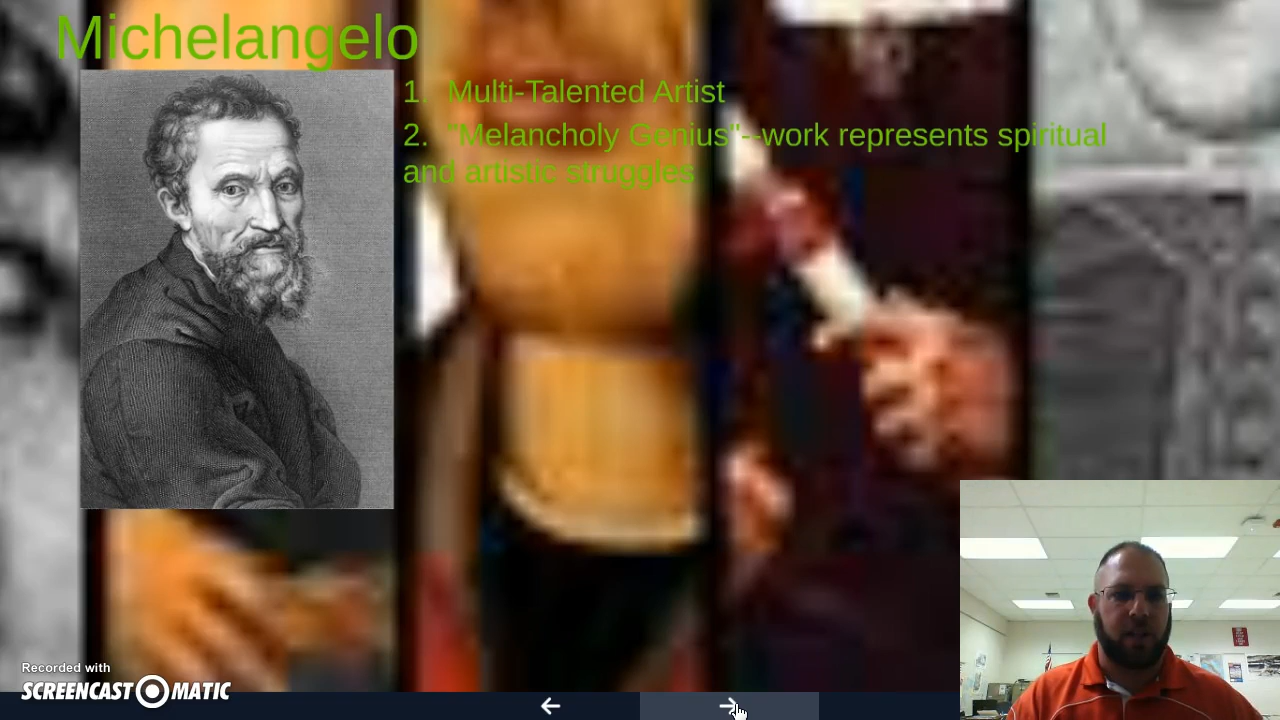 Michelangelo
1. Multi-Talented Artist
2. "Melancholy Genius"--work represents spiritual
and artistic struggles
Recorded with
SCREENCAST MATIC